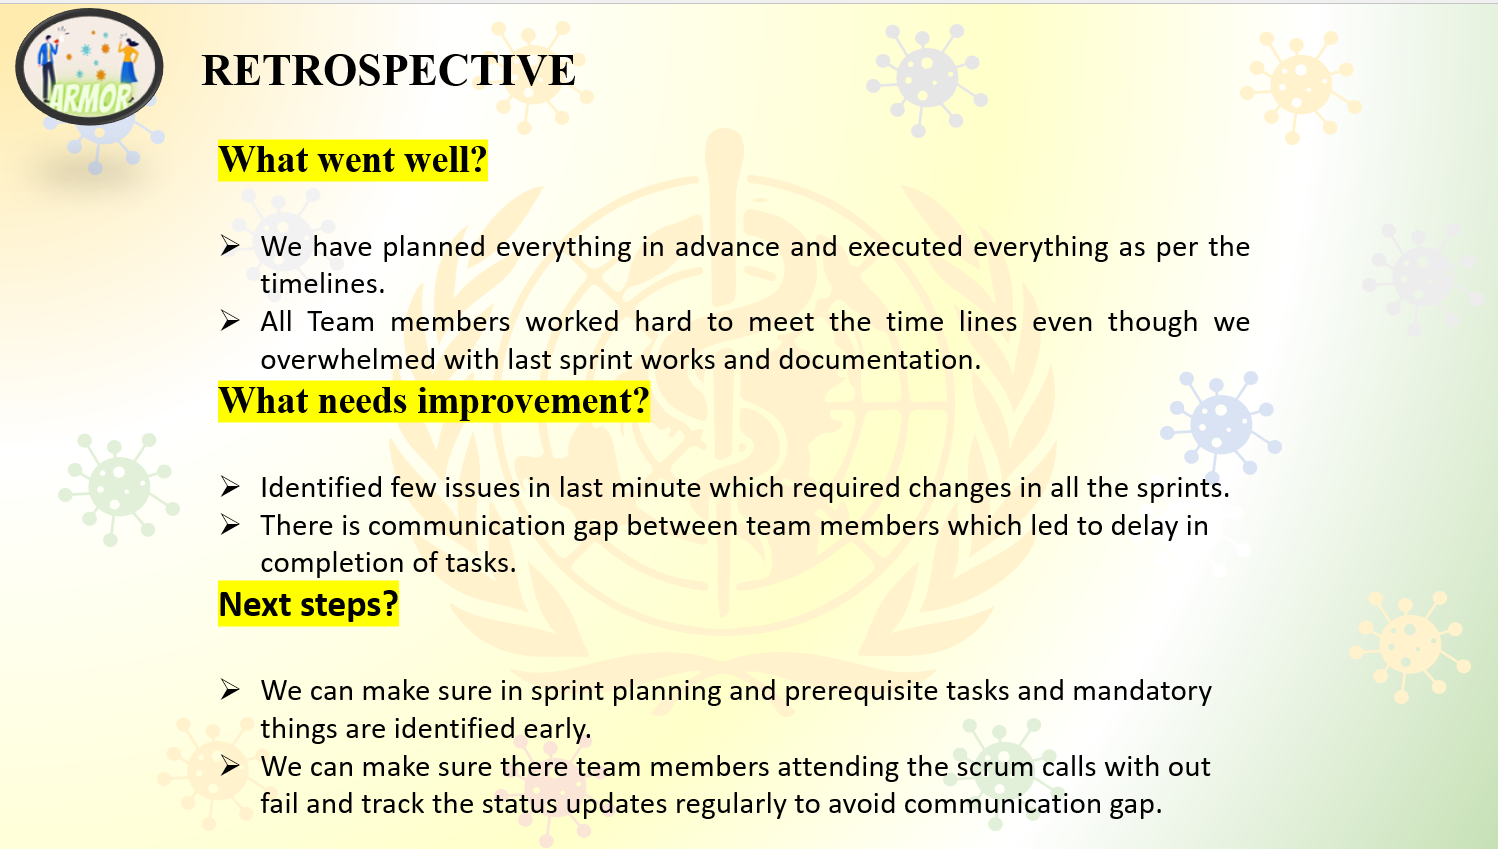 ARMOR
RETROSPECTIVE
What went well?
We have planned everything in advance and executed everything as per the
timelines.
All Team members worked hard to meet the time lines even though we
overwhelmed with last sprint works and documentation.
What needs improvement?
Identified few issues in last minute which required changes in all the sprints.
There is communication gap between team members which led to delay in
completion of tasks.
Next steps?
We can make sure in sprint planning and prerequisite tasks and mandatory
things are identified early.
We can make sure there team members attending the scrum calls with out
fail and track the status updates regularly to avoid communication gap.